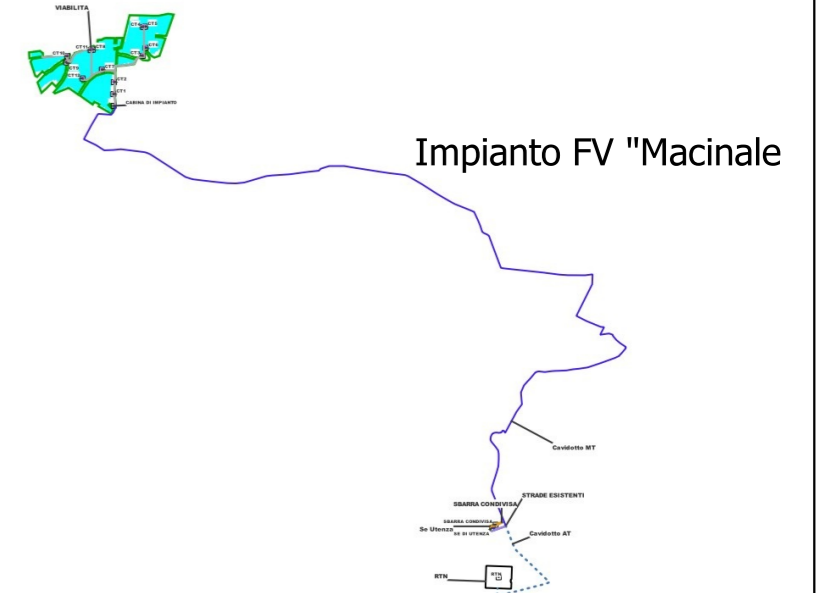 VIABILITA
CT4
CT5
CT6
CT3
CT11
CT8
CT10
CT9
CT12
CT7
CT2
CT1
CABINA DI IMPIANTO
Impianto FV "Macinale
Cavidotto MT
STRADE ESISTENTI
SBARRA CONDIVISA
SBARRA CONDIVISA
Se Utenza
SE DI UTENZA
Cavidotto AT
RTN
RTN